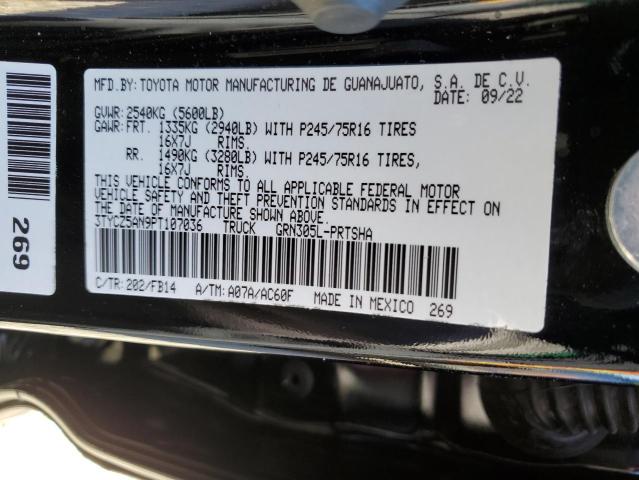 MFD.BY: TOYOTA MOTOR MANUFACTURING DE GUANAJUATO, S.A. DE C.V.
DATE: 09/22
GVWR: 2540KG (5600LB)
GAWR: FRT. 1335KG (2940LB) WITH P245/75R16 TIRES
16X7J RIMS.
RR. 1490KG (3280LB) WITH P245/75R16 TIRES,
16X7J RIMS.
THIS VEHICLE CONFORMS TO ALL APPLICABLE FEDERAL MOTOR
VEHICLE SAFETY AND THEFT PREVENTION STANDARDS IN EFFECT ON
THE DATE OF MANUFACTURE SHOWN ABOVE.
3TYCZ5AN9PT107036 TRUCK GRN305L-PRTSHA
C/TR: 202/FB14 A/TM: A07A/AC60F MADE IN MEXICO 269
269